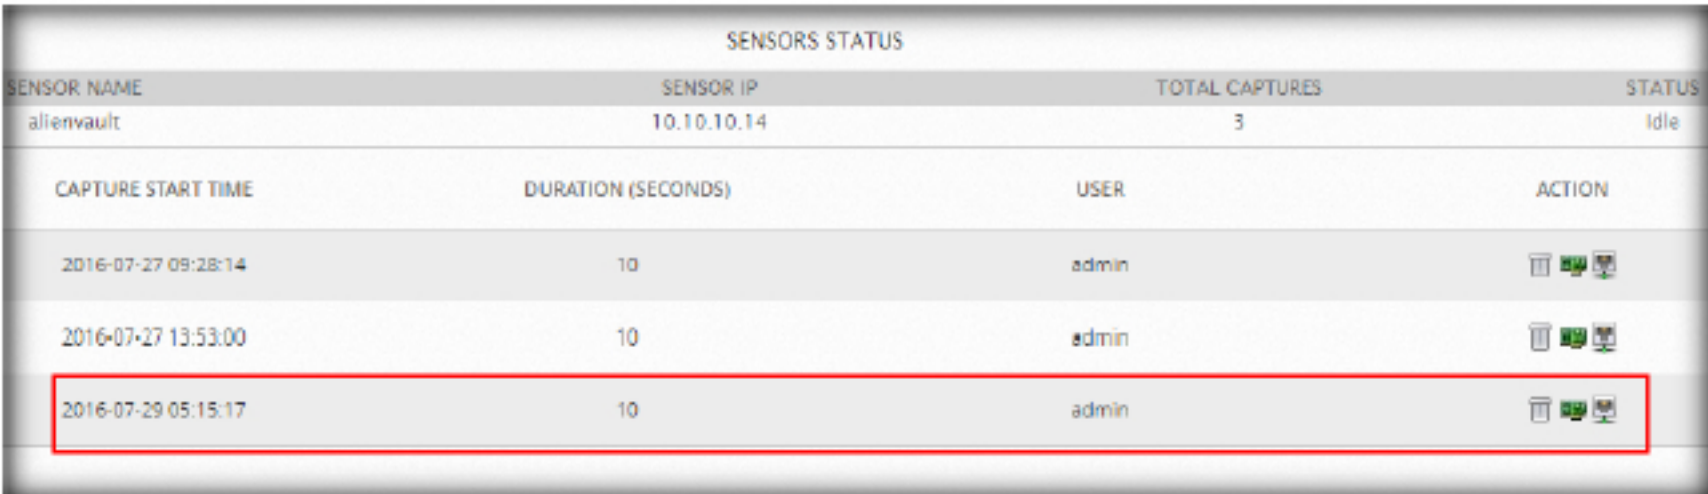 SENSORS STATUS
SENSOR NAME SENSOR IP TOTAL CAPTURES STATUS
alienvault 10.10.10.14 3 Idle
CAPTURE START TIME DURATION (SECONDS) USER ACTION
2016-07-27 09:28:14 10 admin
2016-07-27 13:53:00 10 admin
2016-07-29 05:15:17 10 admin